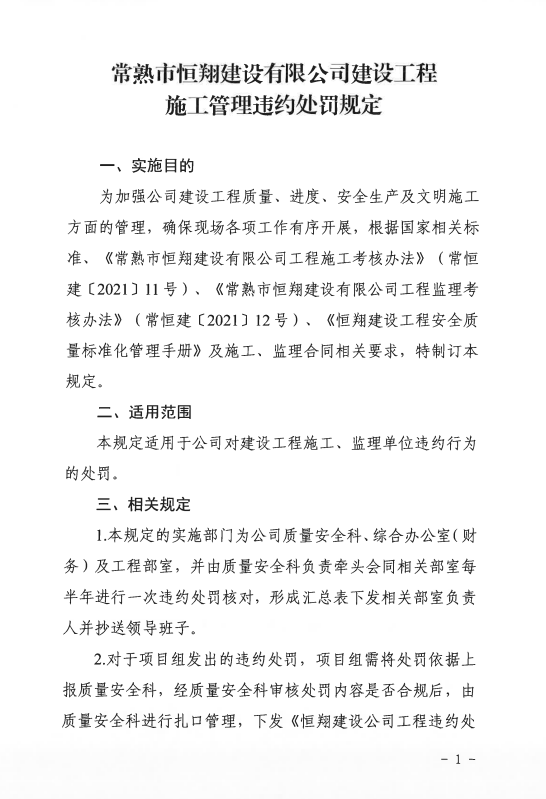 常熟市恒翔建设有限公司建设工程
施工管理违约处罚规定
一、实施目的
为加强公司建设工程质量、进度、安全生产及文明施工
方面的管理，确保现场各项工作有序开展，根据国家相关标
准、《常熟市恒翔建设有限公司工程施工考核办法》（常恒
建〔2021〕11号）、《常熟市恒翔建设有限公司工程监理考
核办法》（常恒建〔2021〕12号）、《恒翔建设工程安全质
量标准化管理手册》及施工、监理合同相关要求，特制订本
规定。
二、适用范围
本规定适用于公司对建设工程施工、监理单位违约行为
的处罚。
三、相关规定
1.本规定的实施部门为公司质量安全科、综合办公室（财
务）及工程部室，并由质量安全科负责牵头会同相关部室每
半年进行一次违约处罚核对，形成汇总表下发相关部室负责
人并抄送领导班子。
2.对于项目组发出的违约处罚，项目组需将处罚依据上
报质量安全科，经质量安全科审核处罚内容是否合规后，由
质量安全科进行扎口管理，下发《恒翔建设公司工程违约处
- 1 -